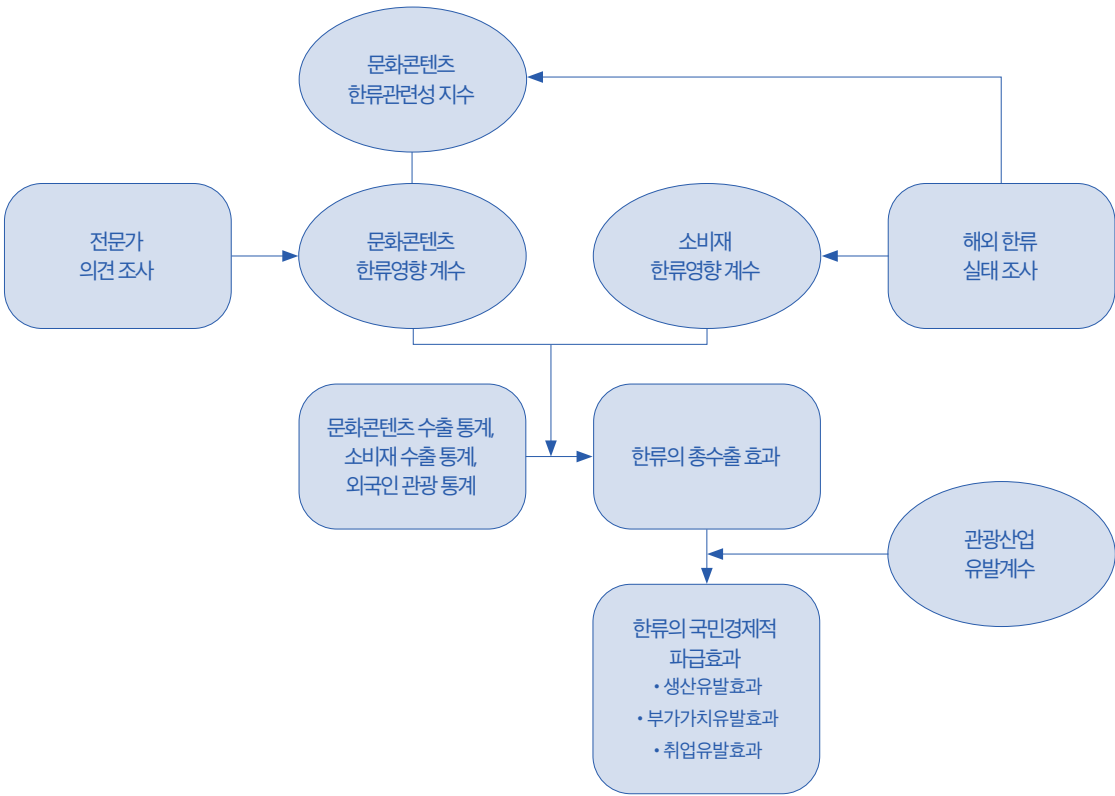 문화콘텐츠
한류관련성 지수
전문가
의견 조사
문화콘텐츠
한류영향 계수
소비재
한류영향 계수
해외 한류
실태 조사
문화콘텐츠 수출 통계,
소비재 수출 통계,
외국인 관광 통계
한류의 총수출 효과
관광산업
유발계수
한류의 국민경제적
파급효과
• 생산유발효과
• 부가가치유발효과
• 취업유발효과